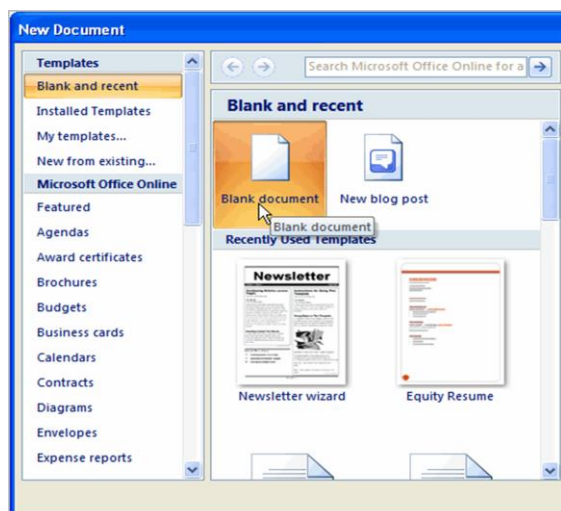 New Document
Templates
Blank and recent
Installed Templates
My templates...
New from existing...
Microsoft Office Online
Featured
Agendas
Award certificates
Brochures
Budgets
Business cards
Calendars
Contracts
Diagrams
Envelopes
Expense reports
Search Microsoft Office Online for a
Blank and recent
Blank document
New blog post
Blank document
Recently Used Templates
Newsletter
Newsletter wizard
Equity Resume